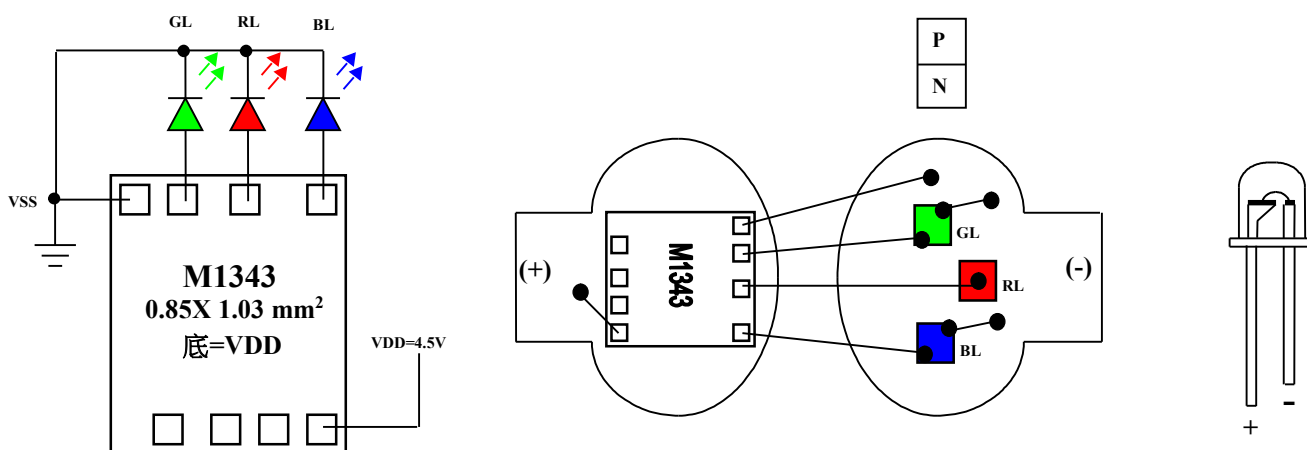 GL RL BL
VSS
M1343
0.85X 1.03 mm²
底=VDD
VDD=4.5V
P
N
(+)
M1343
GL
RL
BL
(-)
+
-